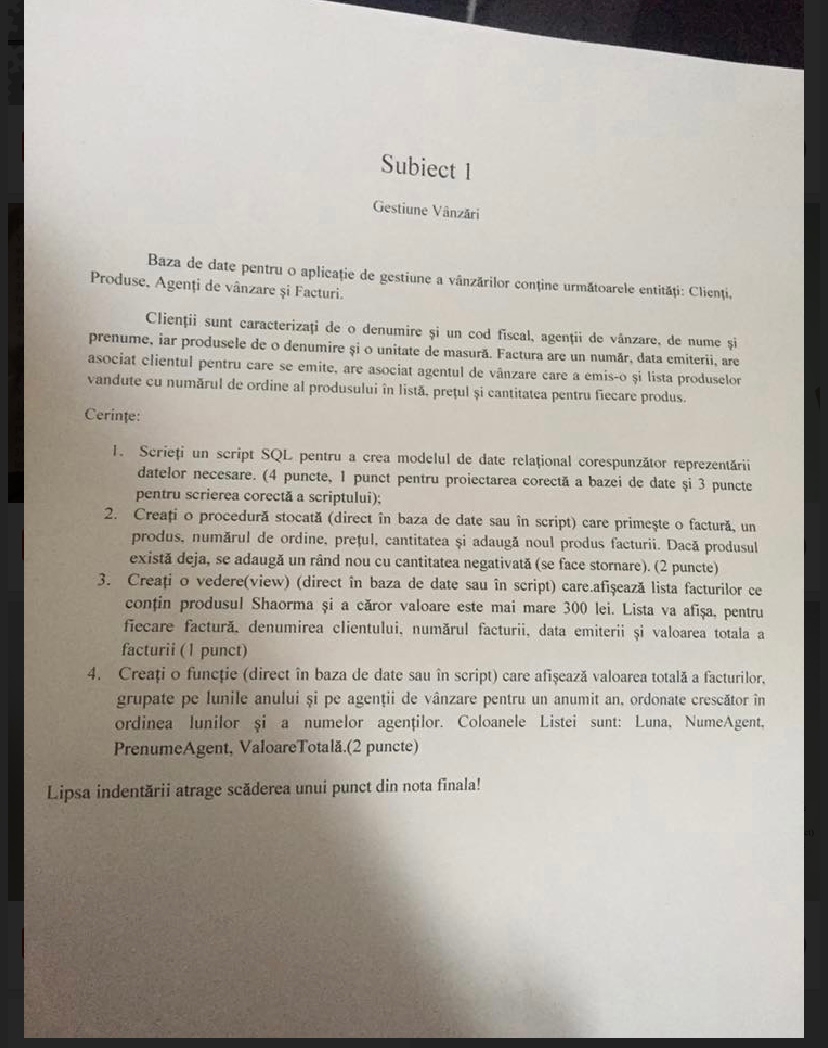 Subiect 1
Gestiune Vânzări
Baza de date pentru o aplicație de gestiune a vânzărilor conține următoarele entități: Clienți,
Produse, Agenți de vânzare și Facturi.
Clienții sunt caracterizați de o denumire și un cod fiscal, agenții de vânzare, de nume și
prenume, iar produsele de o denumire și o unitate de masură. Factura are un număr, data emiterii, are
asociat clientul pentru care se emite, are asociat agentul de vânzare care a emis-o și lista produselor
vandute cu numărul de ordine al produsului în listă, prețul și cantitatea pentru fiecare produs.
Cerințe:
1. Scrieți un script SQL pentru a crea modelul de date relațional corespunzător reprezentării
datelor necesare. (4 puncte, 1 punct pentru proiectarea corectă a bazei de date și 3 puncte
pentru scrierea corectă a scriptului);
2. Creați o procedură stocată (direct în baza de date sau în script) care primește o factură, un
produs, numărul de ordine, prețul, cantitatea și adaugă noul produs facturii. Dacă produsul
există deja, se adaugă un rând nou cu cantitatea negativată (se face stornare). (2 puncte)
3. Creați o vedere(view) (direct în baza de date sau în script) care.afișează lista facturilor ce
conțin produsul Shaorma și a căror valoare este mai mare 300 lei. Lista va afișa, pentru
fiecare factură, denumirea clientului, numărul facturii, data emiterii și valoarea totala a
facturii (1 punct)
4. Creați o funcție (direct în baza de date sau în script) care afișează valoarea totală a facturilor,
grupate pe lunile anului și pe agenții de vânzare pentru un anumit an, ordonate crescător în
ordinea lunilor și a numelor agenților. Coloanele Listei sunt: Luna, NumeAgent,
PrenumeAgent, ValoareTotală.(2 puncte)
Lipsa indentării atrage scăderea unui punct din nota finala!